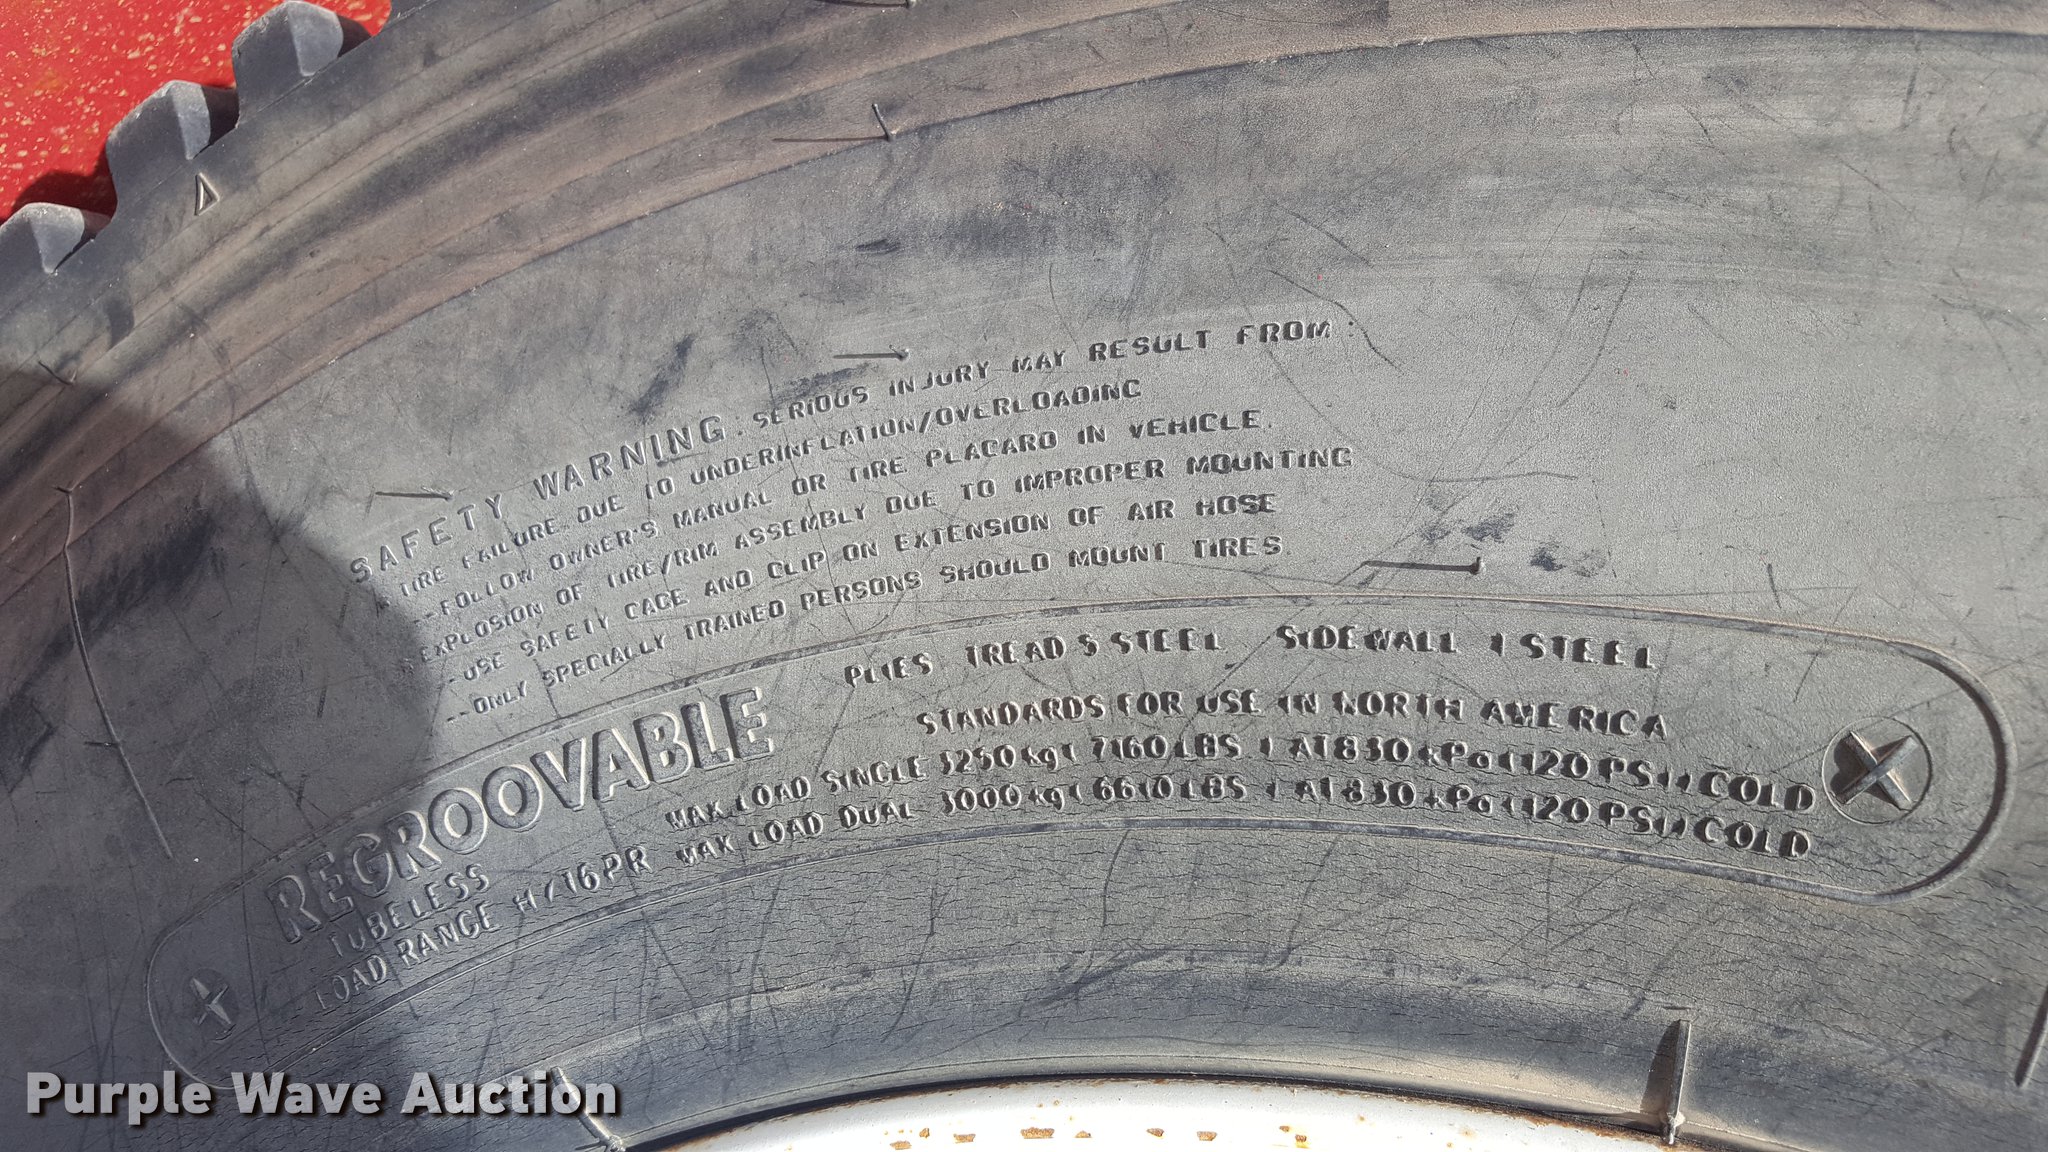 SAFETY WARNING: SERIOUS INJURY MAY RESULT FROM:
TIRE FAILURE DUE TO UNDERINFLATION/OVERLOADING
--FOLLOW OWNER'S MANUAL OR TIRE PLACARD IN VEHICLE.
EXPLOSION OF TIRE/RIM ASSEMBLY DUE TO IMPROPER MOUNTING
--USE SAFETY CAGE AND CLIP ON EXTENSION OF AIR HOSE
--ONLY SPECIALLY TRAINED PERSONS SHOULD MOUNT TIRES.
REGROOVABLE
PLIES TREAD 5 STEEL SIDEWALL 1 STEEL
STANDARDS FOR USE IN NORTH AMERICA
TUBELESS
MAX.LOAD SINGLE 3250 kg ( 7160 LBS ) AT 830 kPa (120 PSI) COLD
LOAD RANGE H/16PR MAX LOAD DUAL 3000 kg ( 6610 LBS ) AT 830 kPa (120 PSI) COLD
Purple Wave Auction